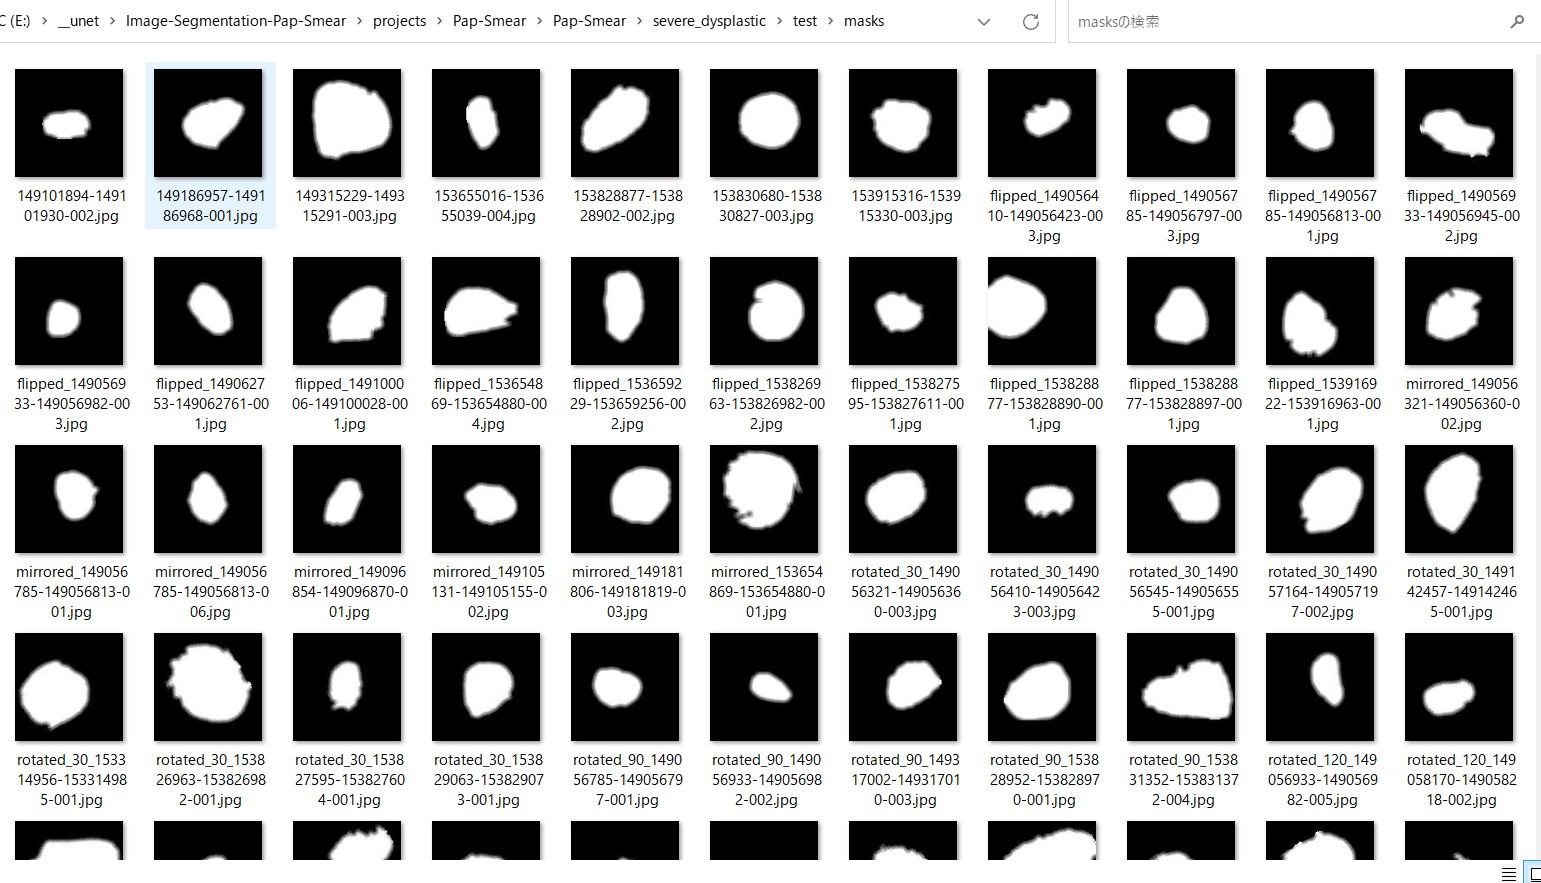 C (E:) > __unet > Image-Segmentation-Pap-Smear > projects > Pap-Smear > Pap-Smear > severe_dysplastic > test > masks
masksの検索
149101894-1491
01930-002.jpg
149186957-1491
86968-001.jpg
149315229-1493
15291-003.jpg
153655016-1536
55039-004.jpg
153828877-1538
28902-002.jpg
153830680-1538
30827-003.jpg
153915316-1539
15330-003.jpg
flipped_1490564
10-149056423-00
3.jpg
flipped_1490567
85-149056797-00
3.jpg
flipped_1490567
85-149056813-00
1.jpg
flipped_1490569
33-149056945-00
2.jpg
flipped_1490569
33-149056982-00
3.jpg
flipped_1490627
53-149062761-00
1.jpg
flipped_1491000
06-149100028-00
1.jpg
flipped_1536548
69-153654880-00
4.jpg
flipped_1536592
29-153659256-00
2.jpg
flipped_1538269
63-153826982-00
2.jpg
flipped_1538275
95-153827611-00
1.jpg
flipped_1538288
77-153828890-00
1.jpg
flipped_1538288
77-153828897-00
1.jpg
flipped_1539169
22-153916963-00
1.jpg
mirrored_149056
321-149056360-0
02.jpg
mirrored_149056
785-149056813-0
01.jpg
mirrored_149056
785-149056813-0
06.jpg
mirrored_149096
854-149096870-0
01.jpg
mirrored_149105
131-149105155-0
02.jpg
mirrored_149181
806-149181819-0
03.jpg
mirrored_153654
869-153654880-0
01.jpg
rotated_30_1490
56321-14905636
0-003.jpg
rotated_30_1490
56410-14905642
3-003.jpg
rotated_30_1490
56545-14905655
5-001.jpg
rotated_30_1490
57164-14905719
7-002.jpg
rotated_30_1491
42457-14914246
5-001.jpg
rotated_30_1533
14956-15331498
5-001.jpg
rotated_30_1538
26963-15382698
2-001.jpg
rotated_30_1538
27595-15382760
4-001.jpg
rotated_30_1538
29063-15382907
3-001.jpg
rotated_90_1490
56785-14905679
7-001.jpg
rotated_90_1490
56933-14905698
2-002.jpg
rotated_90_1493
17002-14931701
0-003.jpg
rotated_90_1538
28952-15382897
0-001.jpg
rotated_90_1538
31352-15383137
2-004.jpg
rotated_120_149
056933-1490569
82-005.jpg
rotated_120_149
058170-1490582
18-002.jpg